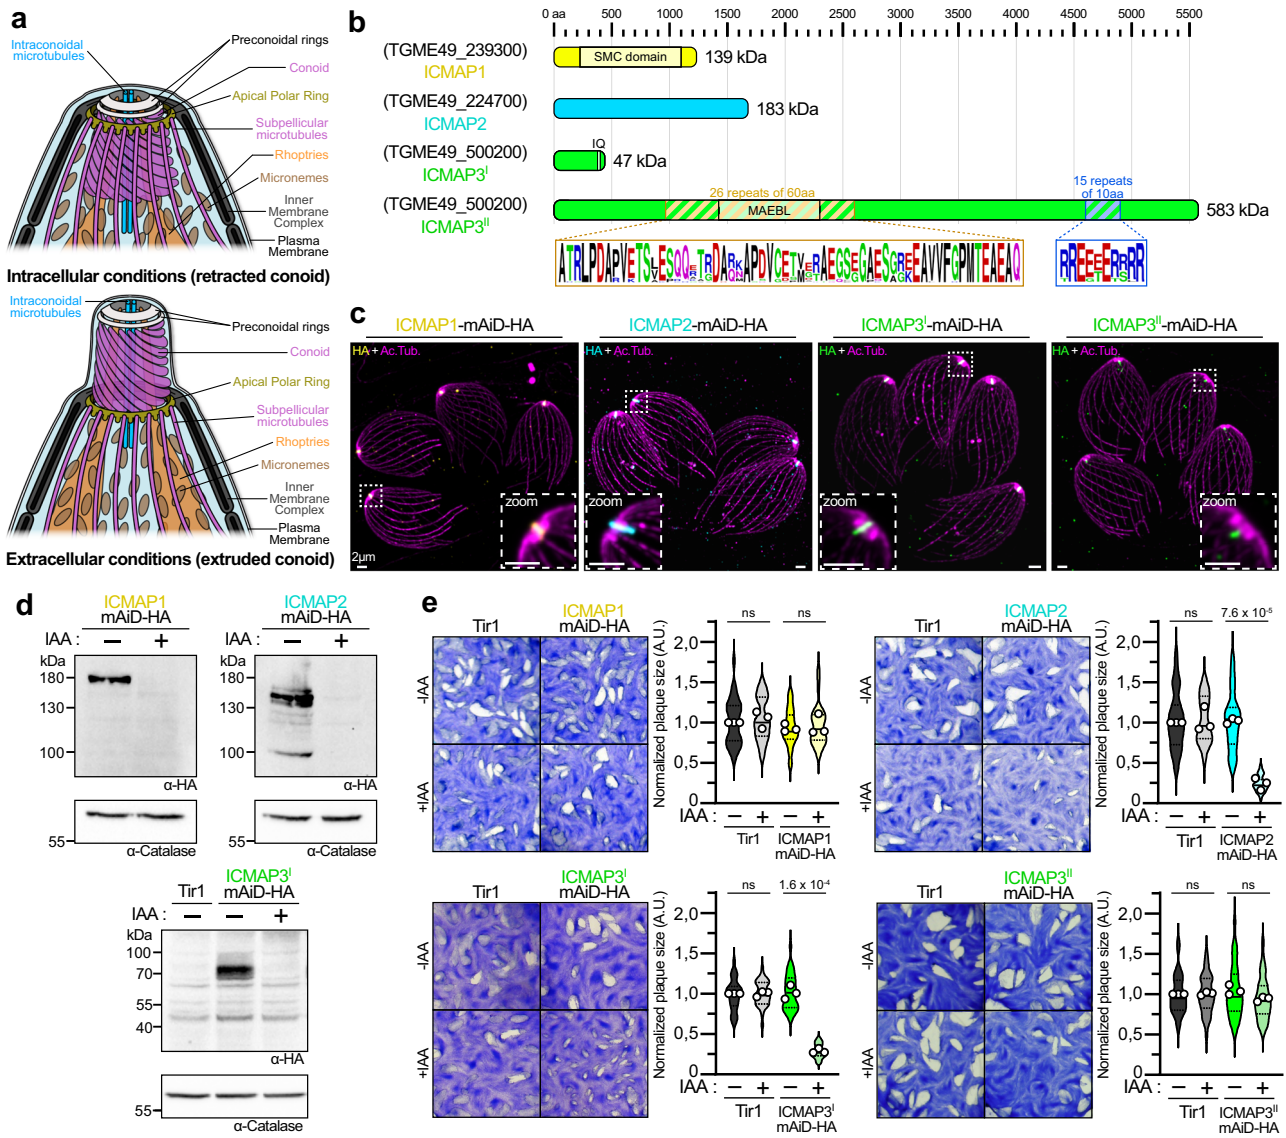 a
Intraconoidal
microtubules
Preconoidal rings
Conoid
Apical Polar Ring
Subpellicular
microtubules
Rhoptries
Micronemes
Inner
Membrane
Complex
Plasma
Membrane
Intracellular conditions (retracted conoid)
Intraconoidal
microtubules
Preconoidal rings
Conoid
Apical Polar Ring
Subpellicular
microtubules
Rhoptries
Micronemes
Inner
Membrane
Complex
Plasma
Membrane
Extracellular conditions (extruded conoid)
b
0 aa 500 1000 1500 2000 2500 3000 3500 4000 4500 5000 5500
(TGME49_239300)
ICMAP1
SMC domain
139 kDa
(TGME49_224700)
ICMAP2
183 kDa
(TGME49_500200)
ICMAP3I
IQ
47 kDa
(TGME49_500200)
ICMAP3II
26 repeats of 60aa
MAEBL
15 repeats
of 10aa
583 kDa
c
ICMAP1-mAiD-HA
ICMAP2-mAiD-HA
ICMAP3I-mAiD-HA
ICMAP3II-mAiD-HA
HA + Ac.Tub.
HA + Ac.Tub.
HA + Ac.Tub.
HA + Ac.Tub.
zoom
zoom
zoom
zoom
2µm
d
ICMAP1
mAiD-HA
IAA : − +
kDa
180
130
100
α-HA
55
α-Catalase
ICMAP2
mAiD-HA
IAA : − +
kDa
180
130
100
α-HA
55
α-Catalase
Tir1
ICMAP3I
mAiD-HA
IAA : − − +
kDa
100
70
55
40
α-HA
55
α-Catalase
e
Tir1
ICMAP1
mAiD-HA
-IAA
+IAA
Normalized plaque size (A.U.)
2,0
1,5
1,0
0,5
0
ns
ns
IAA : − + − +
Tir1
ICMAP1
mAiD-HA
Tir1
ICMAP2
mAiD-HA
-IAA
+IAA
Normalized plaque size (A.U.)
2,0
1,5
1,0
0,5
0
ns
7.6 x 10-5
IAA : − + − +
Tir1
ICMAP2
mAiD-HA
Tir1
ICMAP3I
mAiD-HA
-IAA
+IAA
Normalized plaque size (A.U.)
2,0
1,5
1,0
0,5
0
ns
1.6 x 10-4
IAA : − + − +
Tir1
ICMAP3I
mAiD-HA
Tir1
ICMAP3II
mAiD-HA
-IAA
+IAA
Normalized plaque size (A.U.)
2,0
1,5
1,0
0,5
0
ns
ns
IAA : − + − +
Tir1
ICMAP3II
mAiD-HA